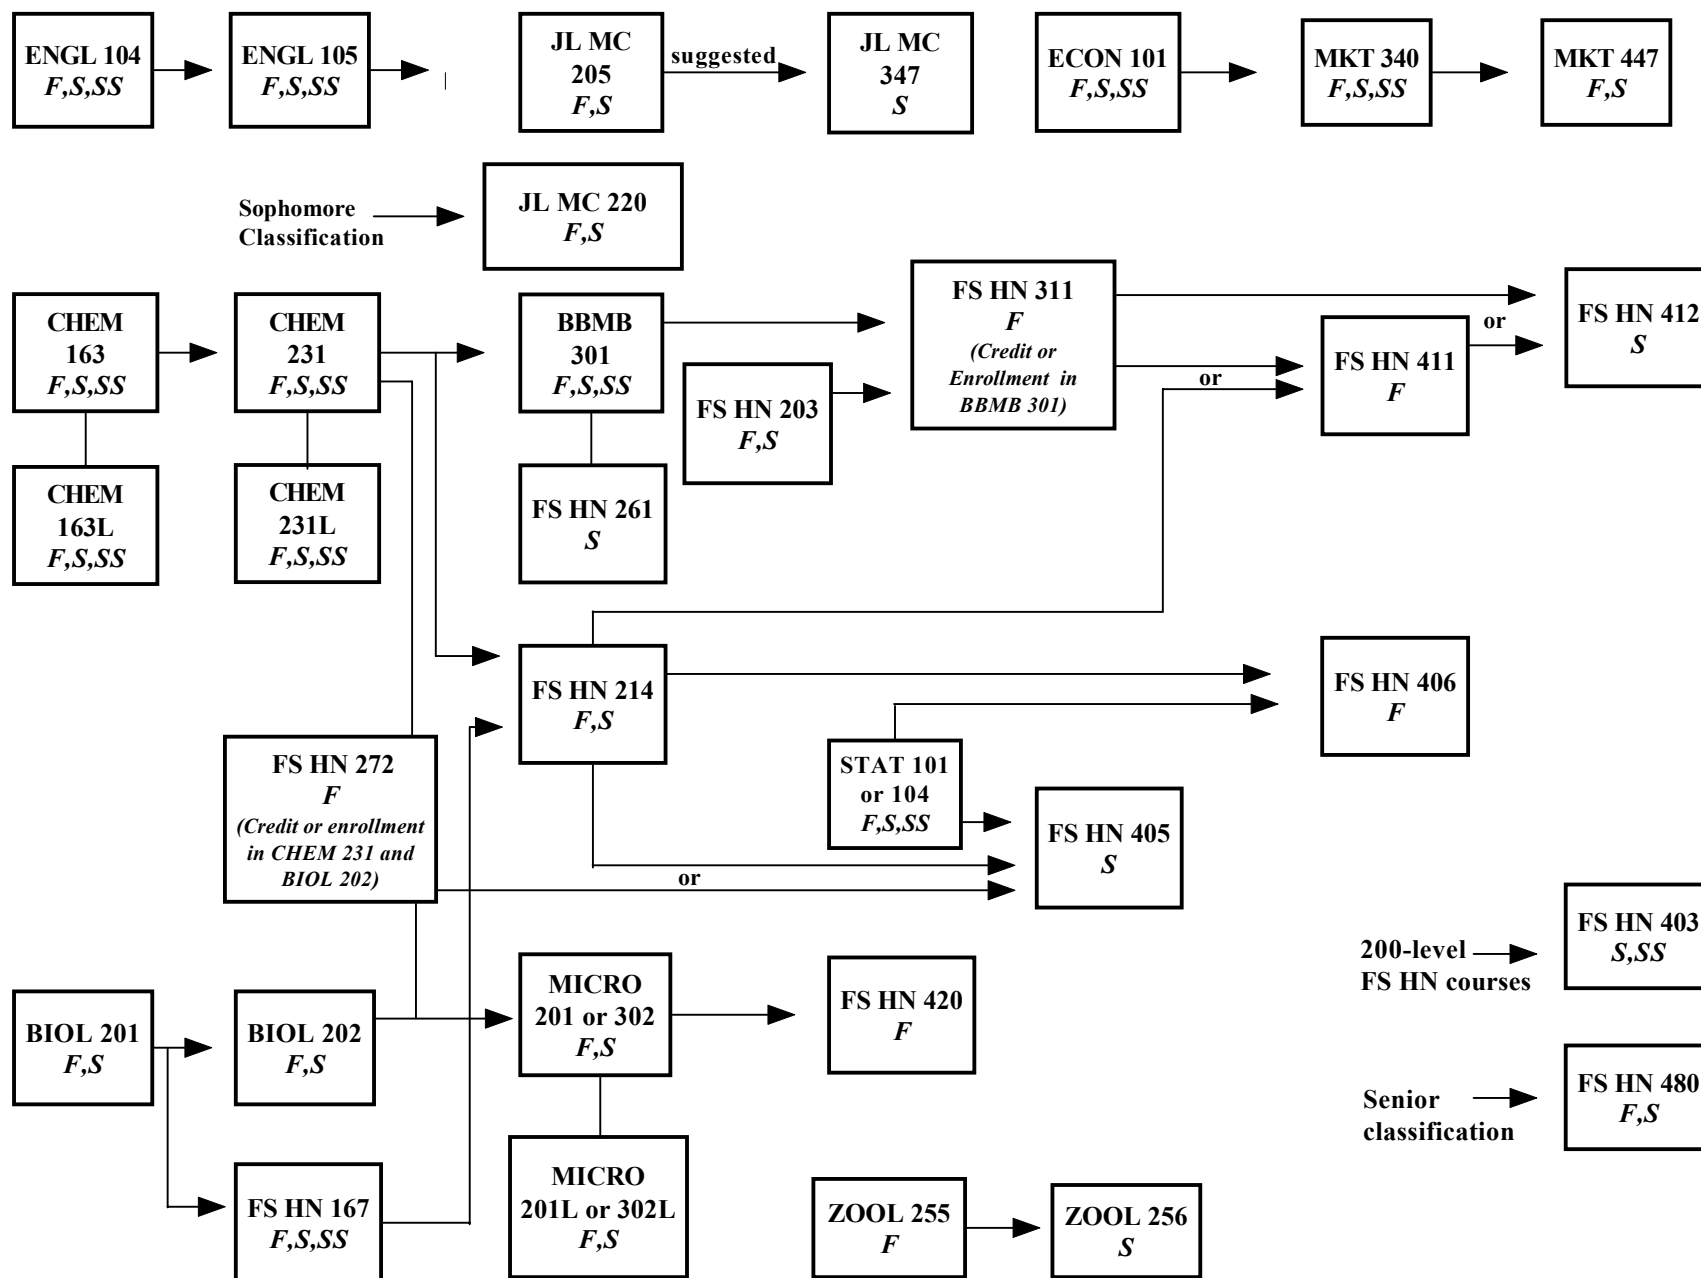 ENGL 104
F,S,SS
ENGL 105
F,S,SS
JL MC
205
F,S
suggested
JL MC
347
S
ECON 101
F,S,SS
MKT 340
F,S,SS
MKT 447
F,S
Sophomore
Classification
JL MC 220
F,S
CHEM
163
F,S,SS
CHEM
231
F,S,SS
BBMB
301
F,S,SS
FS HN 203
F,S
FS HN 311
F
(Credit or
Enrollment in
BBMB 301)
or
or
FS HN 411
F
FS HN 412
S
CHEM
163L
F,S,SS
CHEM
231L
F,S,SS
FS HN 261
S
FS HN 214
F,S
FS HN 406
F
FS HN 272
F
(Credit or enrollment
in CHEM 231 and
BIOL 202)
STAT 101
or 104
F,S,SS
FS HN 405
S
or
200-level
FS HN courses
FS HN 403
S,SS
BIOL 201
F,S
BIOL 202
F,S
MICRO
201 or 302
F,S
FS HN 420
F
Senior
classification
FS HN 480
F,S
FS HN 167
F,S,SS
MICRO
201L or 302L
F,S
ZOOL 255
F
ZOOL 256
S